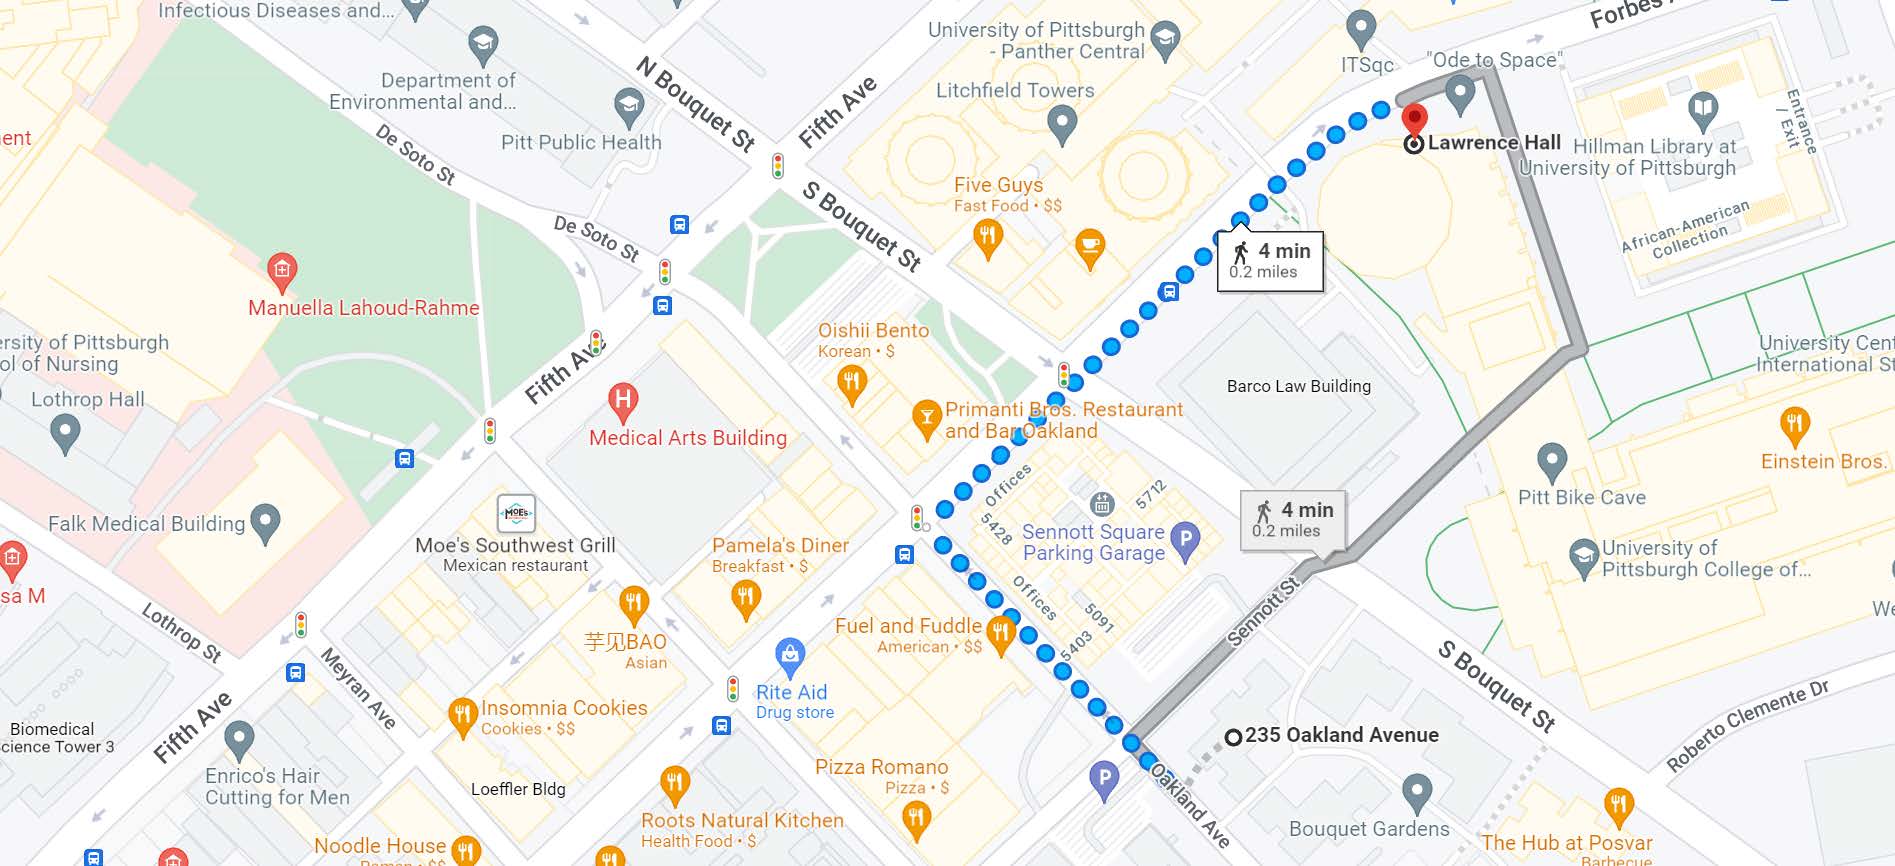 Infectious Diseases and...
Department of
Environmental and...
Pitt Public Health
N Bouquet St
Fifth Ave
University of Pittsburgh
- Panther Central
Litchfield Towers
ITSqc
"Ode to Space"
Forbes
Lawrence Hall
Hillman Library at
University of Pittsburgh
Entrance
/ Exit
African-American
Collection
ent
De Soto St
De Soto St
S Bouquet St
Five Guys
Fast Food • $$
4 min
0.2 miles
Manuella Lahoud-Rahme
ersity of Pittsburgh
ol of Nursing
Lothrop Hall
Fifth Ave
H
Medical Arts Building
Oishii Bento
Korean • $
Primanti Bros. Restaurant
and Bar Oakland
Barco Law Building
University Cent
International St
Einstein Bros.
Pitt Bike Cave
Falk Medical Building
MOEs
Moe's Southwest Grill
Mexican restaurant
Pamela's Diner
Breakfast • $
Offices
5428
5712
Sennott Square
Parking Garage
P
4 min
0.2 miles
University of
Pittsburgh College of...
We
sa M
Lothrop St
Meyran Ave
芋见BAO
Asian
Fuel and Fuddle
American • $$
Offices
5091
5403
Sennott St
S Bouquet St
Rite Aid
Drug store
Insomnia Cookies
Cookies • $$
Fifth Ave
Biomedical
cience Tower 3
Enrico's Hair
Cutting for Men
Loeffler Bldg
Pizza Romano
Pizza • $
P
Oakland Ave
235 Oakland Avenue
Roberto Clemente Dr
Noodle House
Ramen • $$
Roots Natural Kitchen
Health Food • $
Bouquet Gardens
The Hub at Posvar
Barbecue